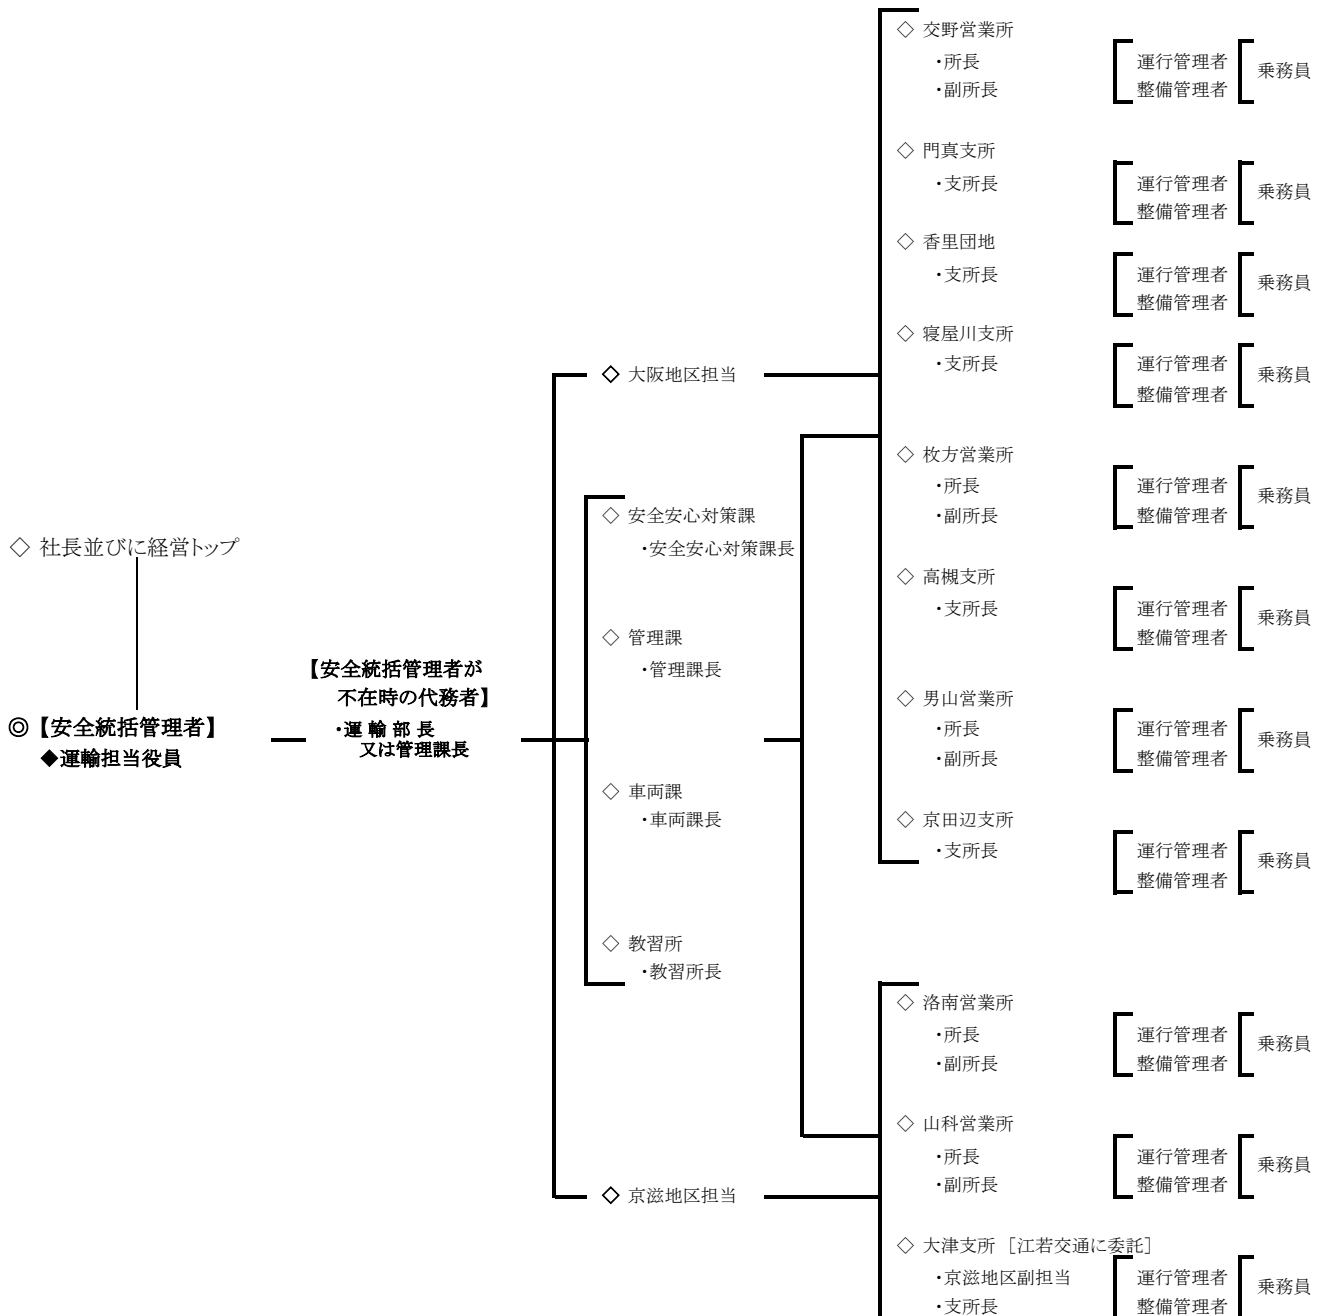 ◇ 社長並びに経営トップ
◎【安全統括管理者】
◆運輸担当役員
【安全統括管理者が
不在時の代務者】
・運 輸 部 長
又は管理課長
◇ 大阪地区担当
◇ 安全安心対策課
・安全安心対策課長
◇ 管理課
・管理課長
◇ 車両課
・車両課長
◇ 教習所
・教習所長
◇ 京滋地区担当
◇ 交野営業所
・所長
・副所長
運行管理者
整備管理者
乗務員
◇ 門真支所
・支所長
運行管理者
整備管理者
乗務員
◇ 香里団地
・支所長
運行管理者
整備管理者
乗務員
◇ 寝屋川支所
・支所長
運行管理者
整備管理者
乗務員
◇ 枚方営業所
・所長
・副所長
運行管理者
整備管理者
乗務員
◇ 高槻支所
・支所長
運行管理者
整備管理者
乗務員
◇ 男山営業所
・所長
・副所長
運行管理者
整備管理者
乗務員
◇ 京田辺支所
・支所長
運行管理者
整備管理者
乗務員
◇ 洛南営業所
・所長
・副所長
運行管理者
整備管理者
乗務員
◇ 山科営業所
・所長
・副所長
運行管理者
整備管理者
乗務員
◇ 大津支所 [江若交通に委託]
・京滋地区副担当
・支所長
運行管理者
整備管理者
乗務員